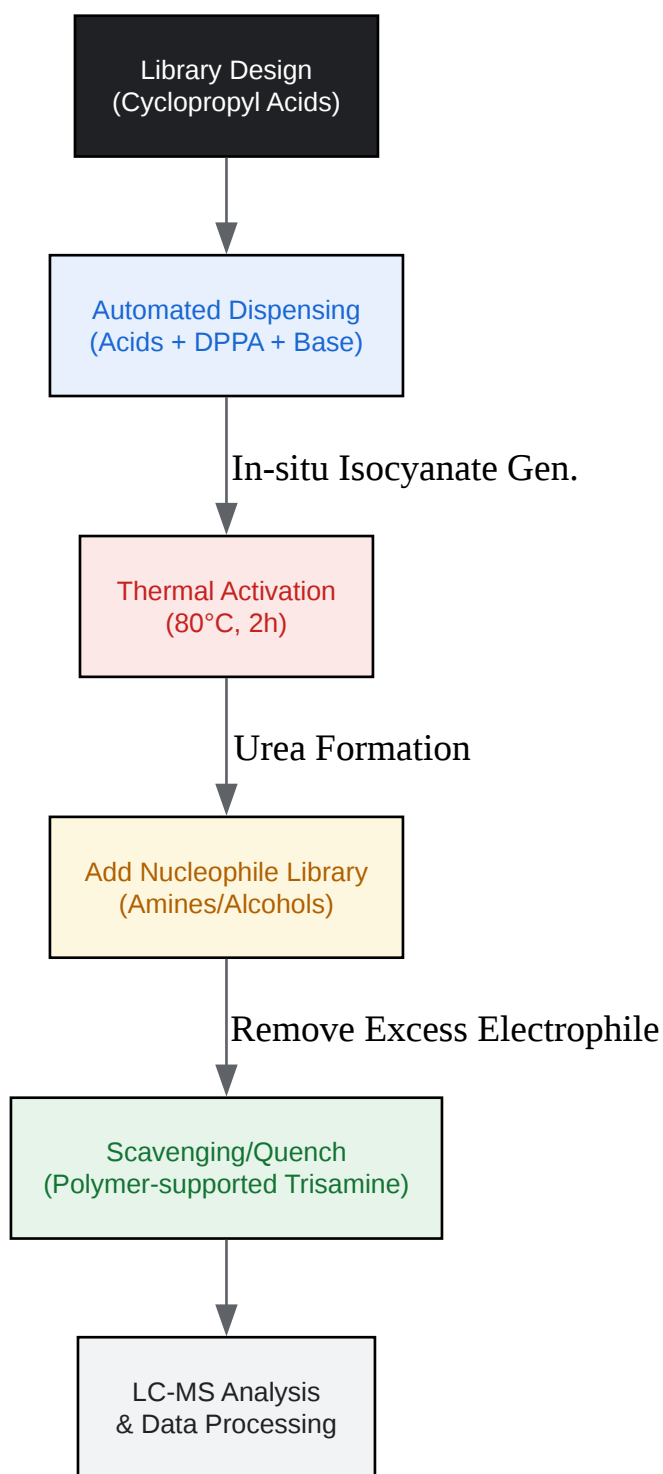 Library Design
(Cyclopropyl Acids)
Automated Dispensing
(Acids + DPPA + Base)
In-situ Isocyanate Gen.
Thermal Activation
(80°C, 2h)
Urea Formation
Add Nucleophile Library
(Amines/Alcohols)
Remove Excess Electrophile
Scavenging/Quench
(Polymer-supported Trisamine)
LC-MS Analysis
& Data Processing